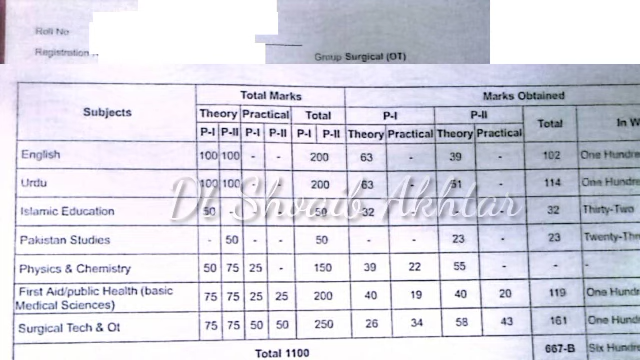 Roll No
Registration ..
Group Surgical (OT)
Subjects Total Marks Marks Obtained
Theory Practical Total P-I P-II Total In W
P-I P-II P-I P-II P-I P-II Theory Practical Theory Practical
English 100 100 - - 200 63 - 39 - 102 One Hundre
Urdu 100 100 - - 200 63 - 51 - 114 One Hundre
Islamic Education 50 - - - 50 32 - - - 32 Thirty-Two
Pakistan Studies - 50 - - 50 - - 23 - 23 Twenty-Thr
Physics & Chemistry 50 75 25 - 150 39 22 55 - - -
First Aid/public Health (basic
Medical Sciences) 75 75 25 25 200 40 19 40 20 119 One Hundr
Surgical Tech & Ot 75 75 50 50 250 26 34 58 43 161 One Hundr
Total 1100 667-B Six Hundre
Dt Shoaib Akhtar